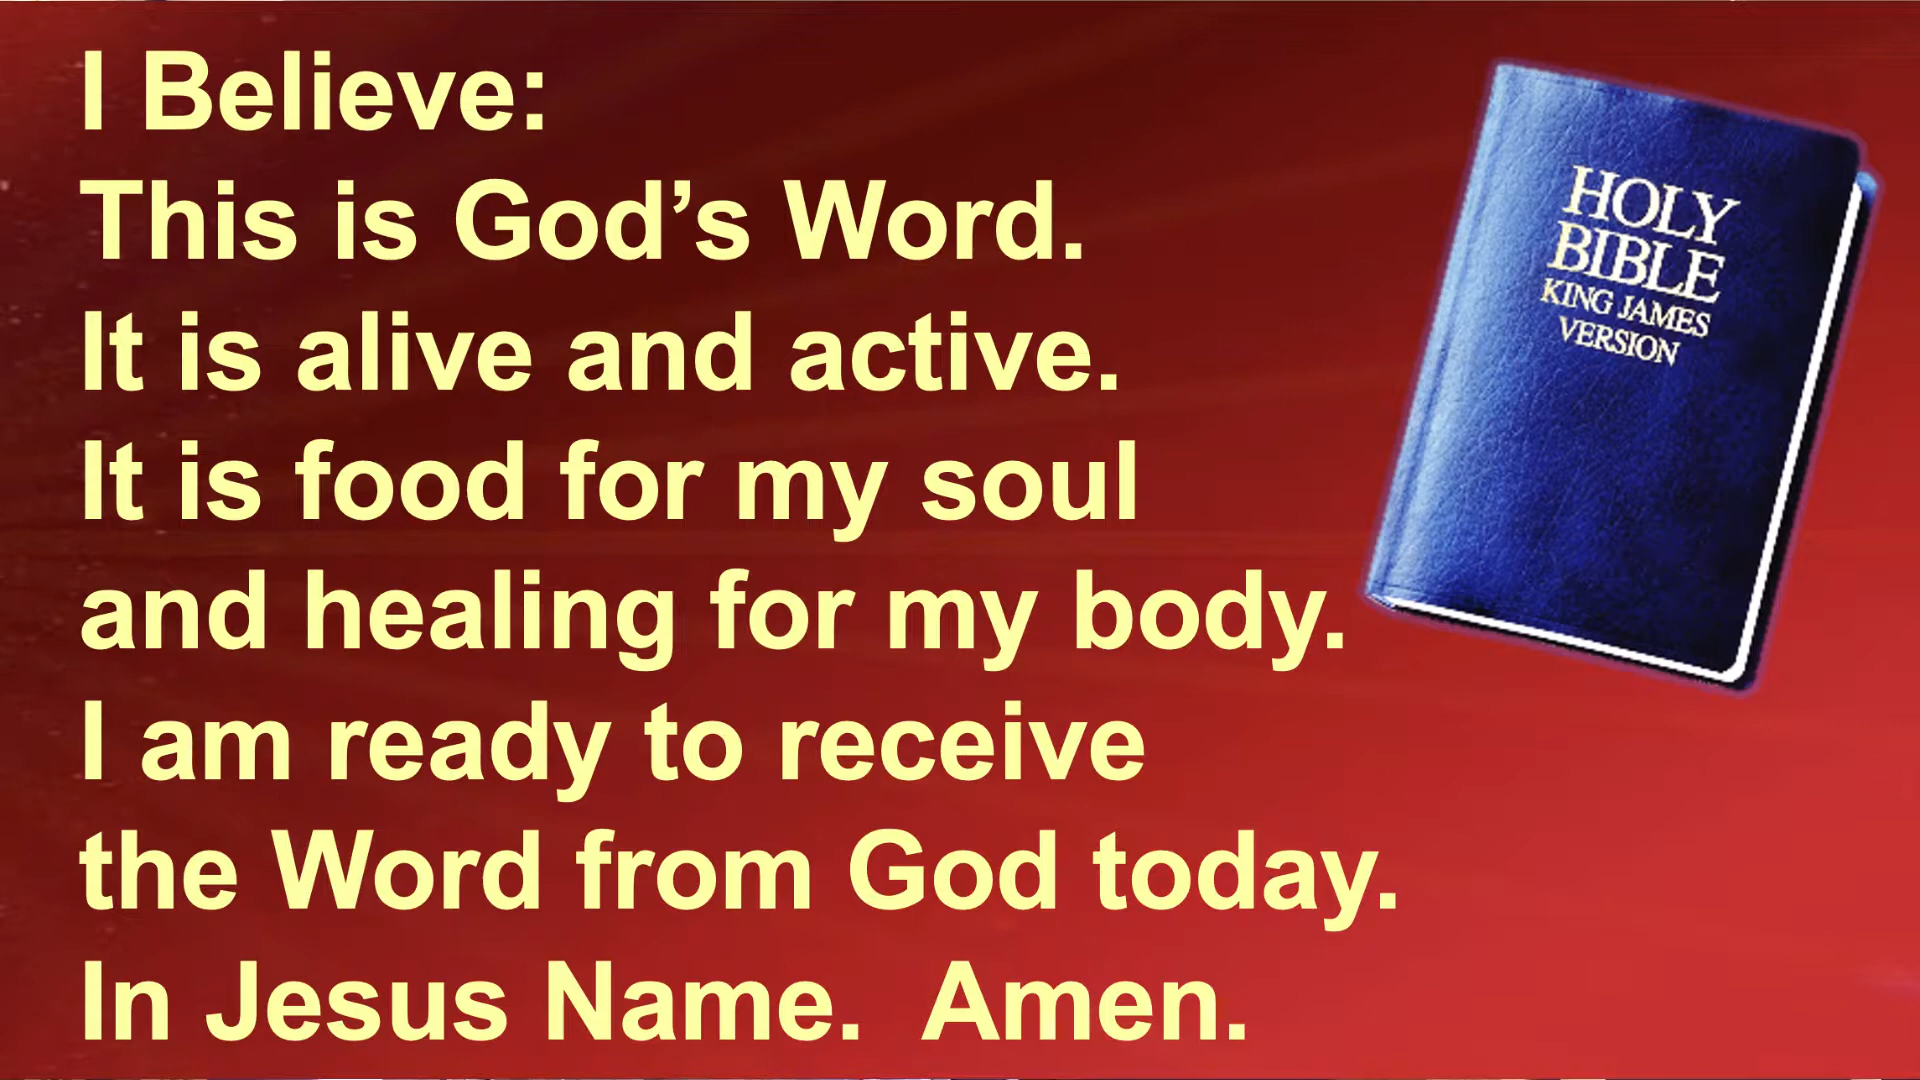 I Believe:
This is God’s Word.
It is alive and active.
It is food for my soul
and healing for my body.
I am ready to receive
the Word from God today.
In Jesus Name.  Amen.
HOLY
BIBLE
KING JAMES
VERSION